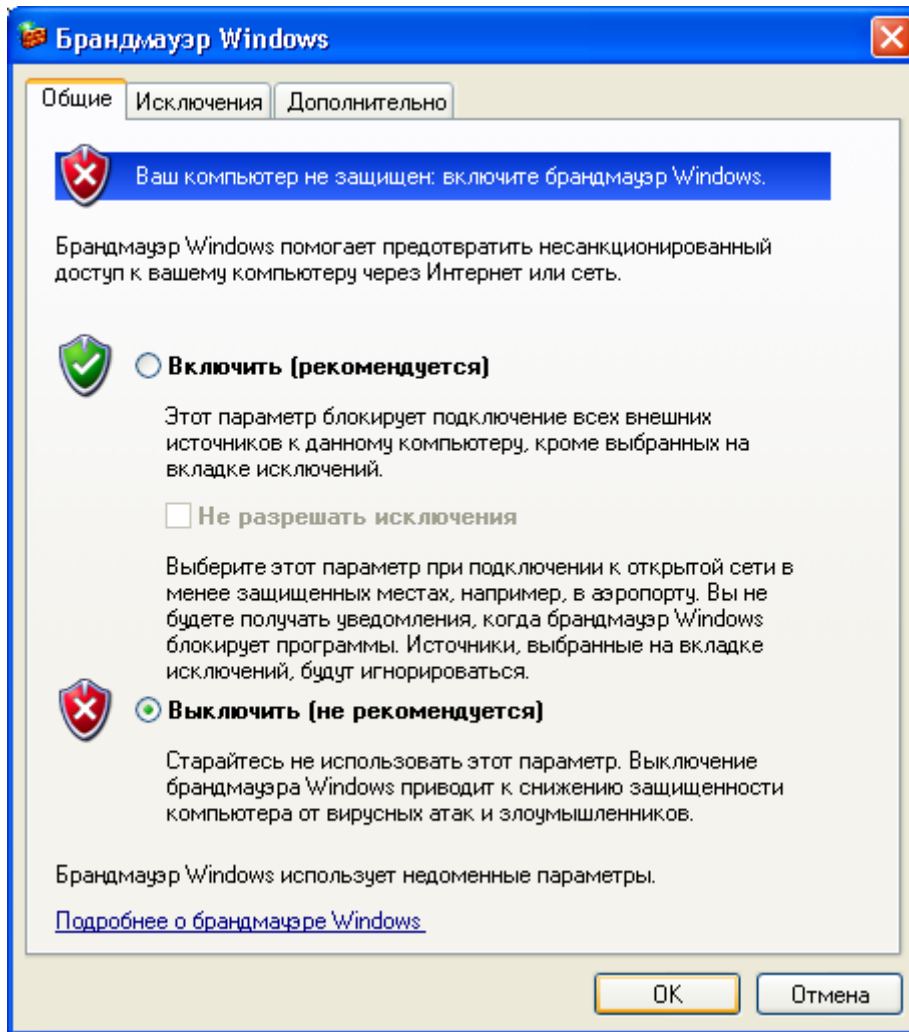 Брандмауэр Windows
Общие
Исключения
Дополнительно
Ваш компьютер не защищен: включите брандмауэр Windows.
Брандмауэр Windows помогает предотвратить несанкционированный
доступ к вашему компьютеру через Интернет или сеть.
Включить (рекомендуется)
Этот параметр блокирует подключение всех внешних
источников к данному компьютеру, кроме выбранных на
вкладке исключений.
Не разрешать исключения
Выберите этот параметр при подключении к открытой сети в
менее защищенных местах, например, в аэропорту. Вы не
будете получать уведомления, когда брандмауэр Windows
блокирует программы. Источники, выбранные на вкладке
исключений, будут игнорироваться.
Выключить (не рекомендуется)
Старайтесь не использовать этот параметр. Выключение
брандмауэра Windows приводит к снижению защищенности
компьютера от вирусных атак и злоумышленников.
Брандмауэр Windows использует недоменные параметры.
Подробнее о брандмауэре Windows
OK
Отмена